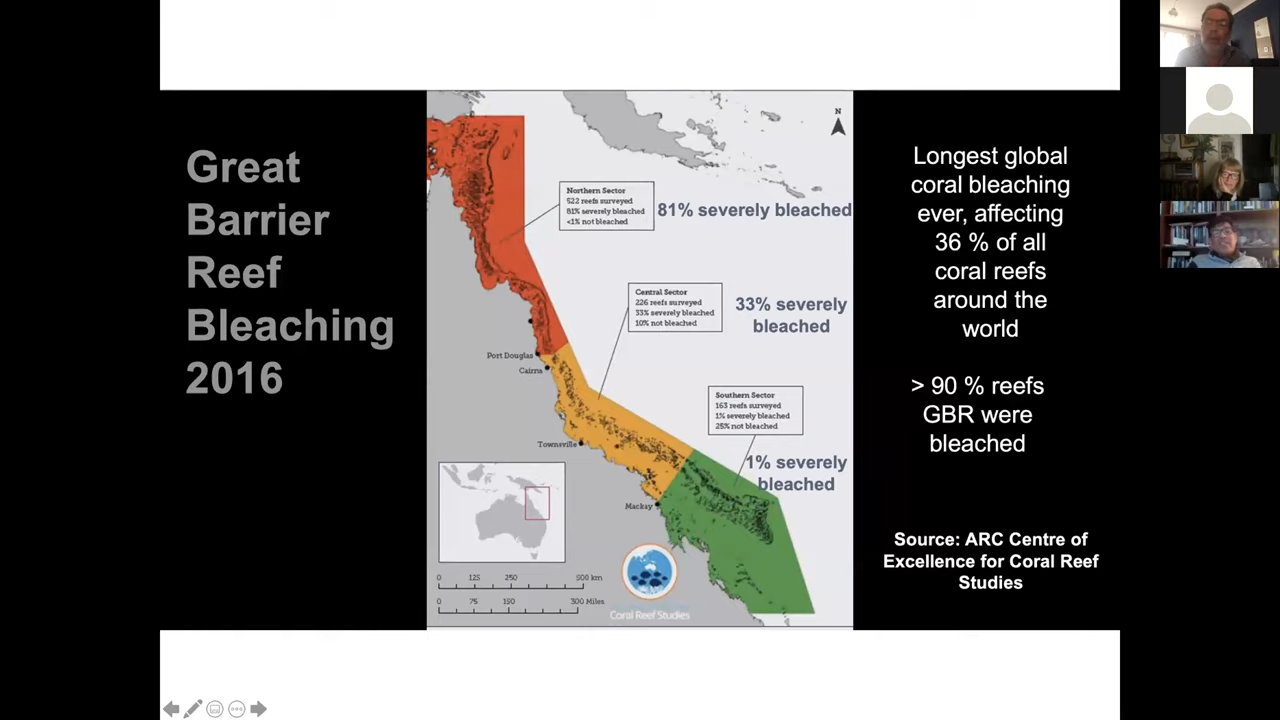 Great
Barrier
Reef
Bleaching
2016
N
Northern Sector
522 reefs surveyed
81% severely bleached
<1% not bleached
81% severely bleached
Central Sector
226 reefs surveyed
33% severely bleached
10% not bleached
33% severely
bleached
Port Douglas
Cairns
Southern Sector
163 reefs surveyed
1% severely bleached
25% not bleached
Townsville
1% severely
bleached
Mackay
0 125 250 500 km
0 75 150 300 Miles
Coral Reef Studies
Longest global
coral bleaching
ever, affecting
36 % of all
coral reefs
around the
world
> 90 % reefs
GBR were
bleached
Source: ARC Centre of
Excellence for Coral Reef
Studies